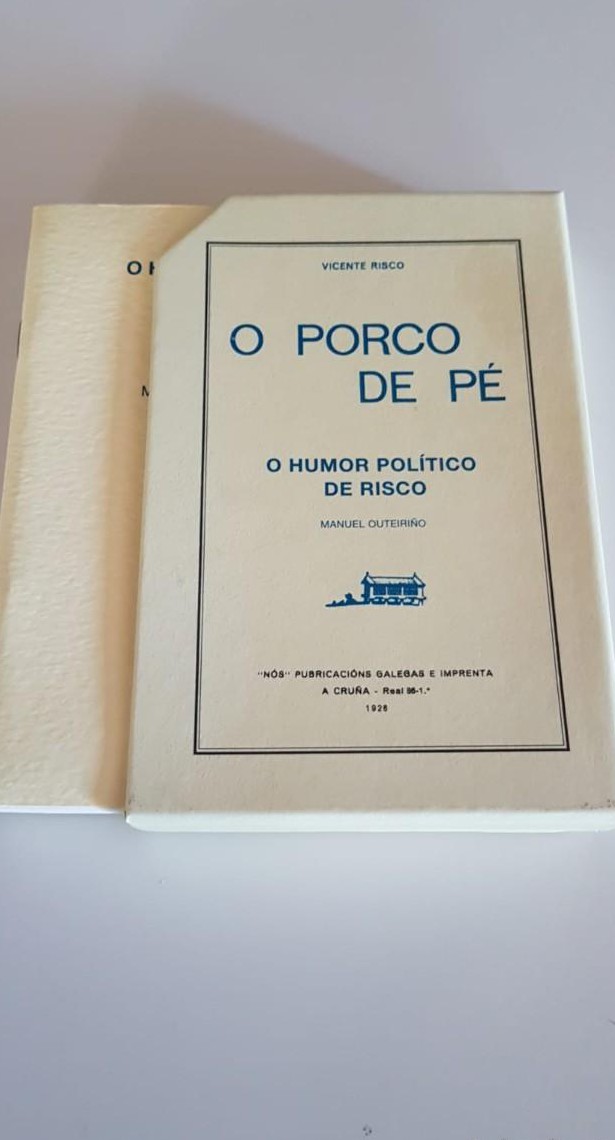 VICENTE RISCO
O PORCO
DE PÉ
O HUMOR POLÍTICO
DE RISCO
MANUEL OUTEIRIÑO
"NÓS" PUBRICACIÓNS GALEGAS E IMPRENTA
A CRUÑA - Real 36-1.°
1928
O
M